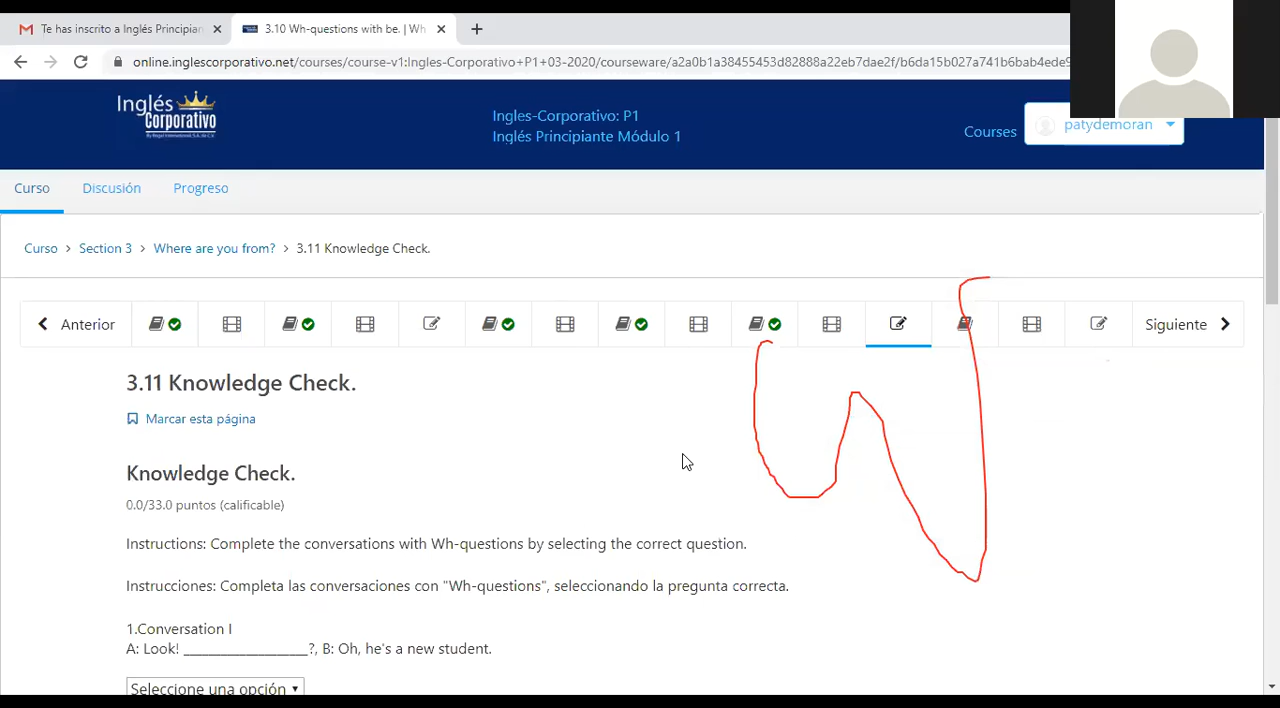 Te has inscrito a Inglés Principian
3.10 Wh-questions with be. | Wh
online.inglescorporativo.net/courses/course-v1:Ingles-Corporativo+P1+03-2020/courseware/a2a0b1a38455453d82888a22eb7dae2f/b6da15b027a741b6bab4ede9
Inglés
Corporativo
Ingles-Corporativo: P1
Inglés Principiante Módulo 1
Courses
patydemoran
Curso
Discusión
Progreso
Curso > Section 3 > Where are you from? > 3.11 Knowledge Check.
Anterior
Siguiente
3.11 Knowledge Check.
Marcar esta página
Knowledge Check.
0.0/33.0 puntos (calificable)
Instructions: Complete the conversations with Wh-questions by selecting the correct question.
Instrucciones: Completa las conversaciones con "Wh-questions", seleccionando la pregunta correcta.
1.Conversation I
A: Look! ____________________?, B: Oh, he's a new student.
Seleccione una opción